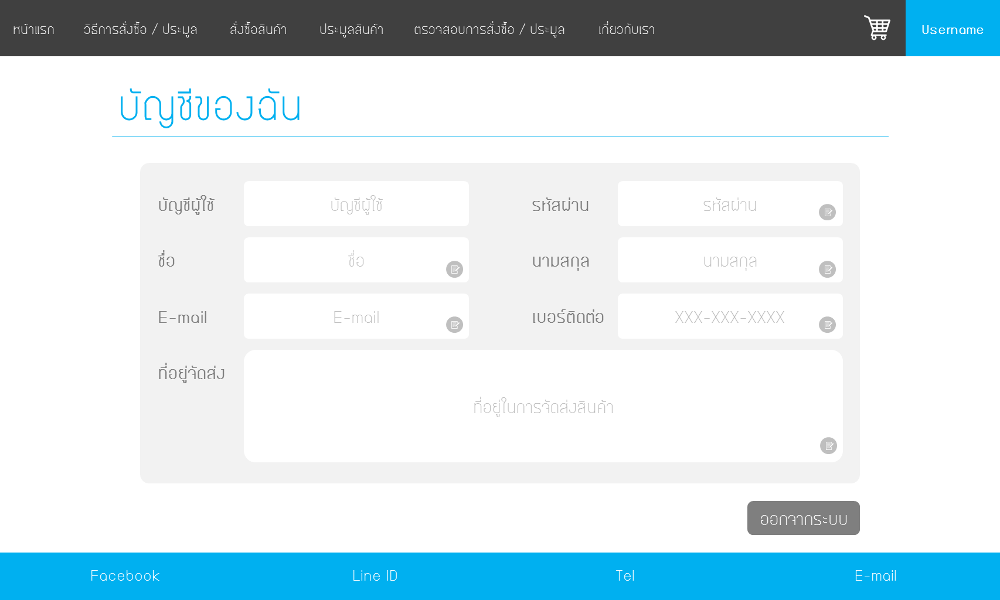 หน้าแรก วิธีการสั่งซื้อ / ประมูล สั่งซื้อสินค้า ประมูลสินค้า ตรวจสอบการสั่งซื้อ / ประมูล เกี่ยวกับเรา Username
บัญชีของฉัน
บัญชีผู้ใช้ บัญชีผู้ใช้ รหัสผ่าน รหัสผ่าน
ชื่อ ชื่อ นามสกุล นามสกุล
E-mail E-mail เบอร์ติดต่อ XXX-XXX-XXXX
ที่อยู่จัดส่ง
ที่อยู่ในการจัดส่งสินค้า
ออกจากระบบ
Facebook Line ID Tel E-mail